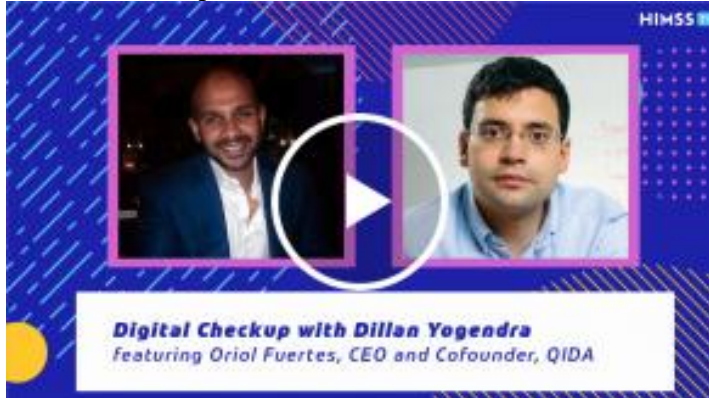 HIMSS
Digital Checkup with Dillan Yogendra
featuring Oriol Fuertes, CEO and Cofounder, QIDA